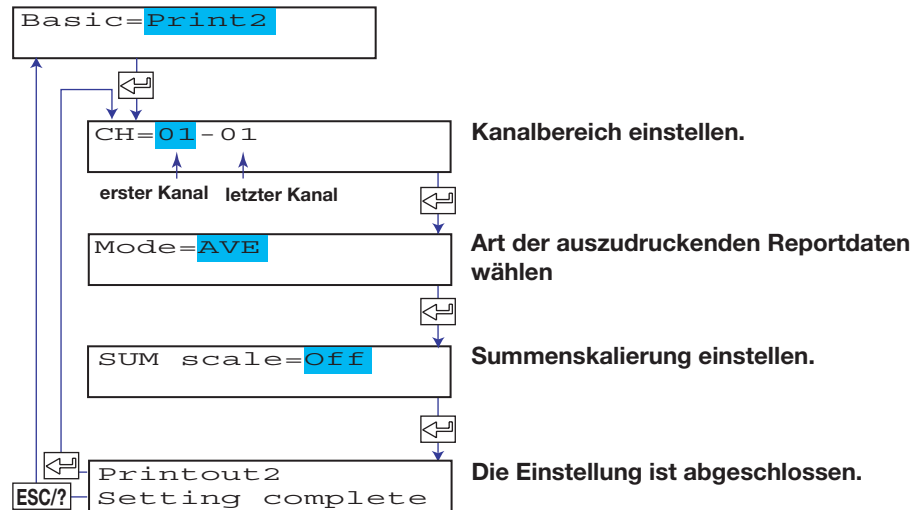 Basic=Print2
CH=01-01
Kanalbereich einstellen.
erster Kanal letzter Kanal
Mode=AVE
Art der auszudruckenden Reportdaten
wählen
SUM scale=Off
Summenskalierung einstellen.
Printout2
Die Einstellung ist abgeschlossen.
ESC/?
Setting complete